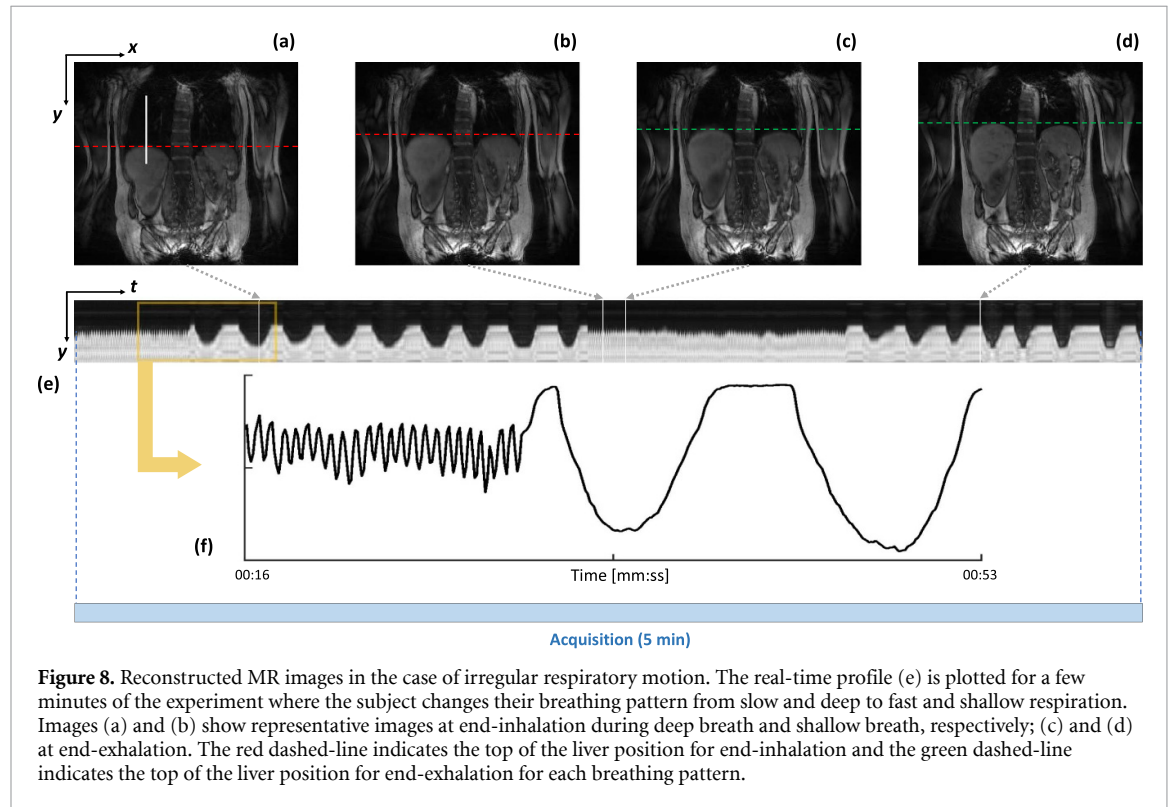 (a)
(b)
(c)
(d)
x
y
t
y
(e)
(f)
00:16
Time [mm:ss]
00:53
Acquisition (5 min)
Figure 8. Reconstructed MR images in the case of irregular respiratory motion. The real-time profile (e) is plotted for a few
minutes of the experiment where the subject changes their breathing pattern from slow and deep to fast and shallow respiration.
Images (a) and (b) show representative images at end-inhalation during deep breath and shallow breath, respectively; (c) and (d)
at end-exhalation. The red dashed-line indicates the top of the liver position for end-inhalation and the green dashed-line
indicates the top of the liver position for end-exhalation for each breathing pattern.